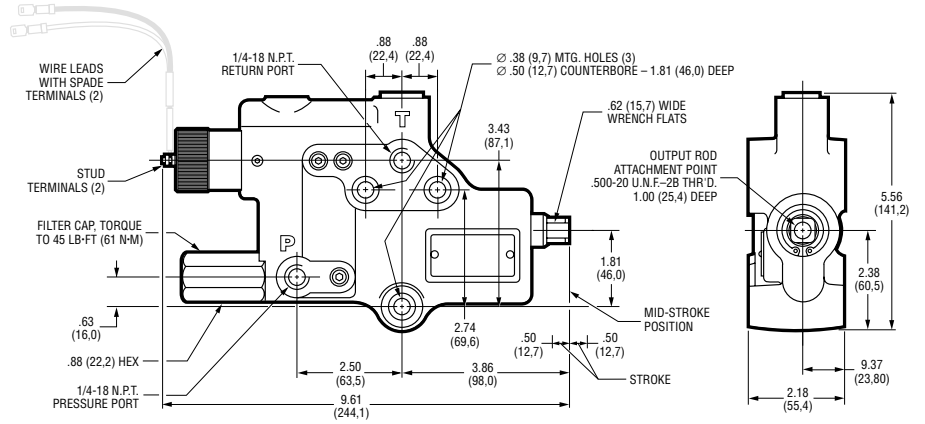 WIRE LEADS
WITH SPADE
TERMINALS (2)
1/4-18 N.P.T.
RETURN PORT
.88
(22,4)
.88
(22,4)
Ø .38 (9,7) MTG. HOLES (3)
Ø .50 (12,7) COUNTERBORE – 1.81 (46,0) DEEP
.62 (15,7) WIDE
WRENCH FLATS
T
3.43
(87,1)
STUD
TERMINALS (2)
OUTPUT ROD
ATTACHMENT POINT
.500-20 U.N.F.–2B THR'D.
1.00 (25,4) DEEP
5.56
(141,2)
FILTER CAP, TORQUE
TO 45 LB·FT (61 N·M)
P
1.81
(46,0)
2.38
(60,5)
.63
(16,0)
2.74
(69,6)
MID-STROKE
POSITION
.88 (22,2) HEX
2.50
(63,5)
3.86
(98,0)
.50
(12,7)
.50
(12,7)
STROKE
1/4-18 N.P.T.
PRESSURE PORT
9.61
(244,1)
2.18
(55,4)
9.37
(23,80)